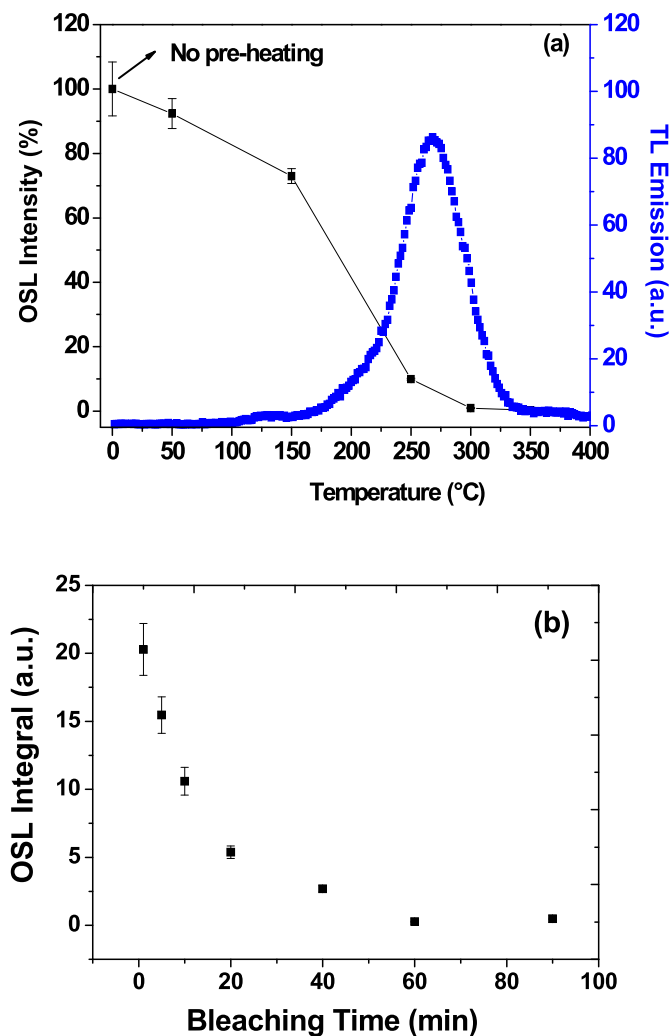 (a)
No pre-heating
OSL Intensity (%)
120
100
80
60
40
20
0
TL Emission (a.u.)
120
100
80
60
40
20
0
0 50 100 150 200 250 300 350 400
Temperature (°C)
(b)
OSL Integral (a.u.)
25
20
15
10
5
0
0 20 40 60 80 100
Bleaching Time (min)